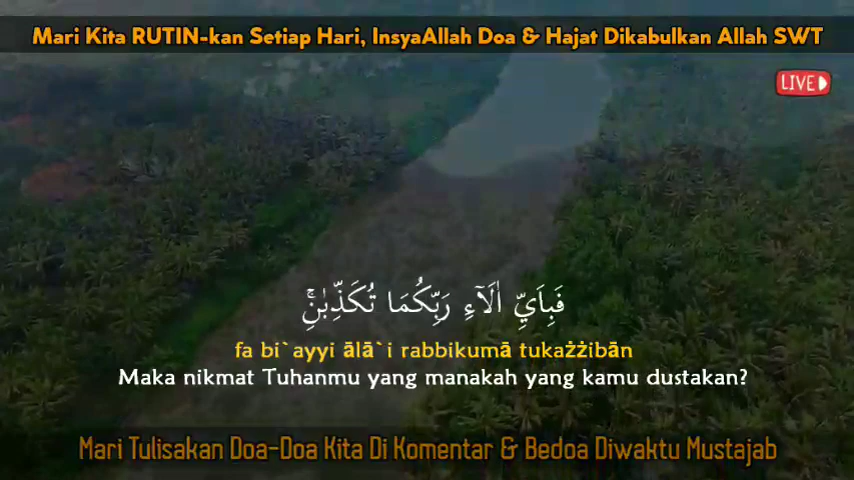 Mari Kita RUTIN-kan Setiap Hari, InsyaAllah Doa & Hajat Dikabulkan Allah SWT
LIVE
فَبِاَيِّ اٰلَاۤءِ رَبِّكُمَا تُكَذِّبٰنِۚ
fa bi`ayyi ālā`i rabbikumā tukażżibān
Maka nikmat Tuhanmu yang manakah yang kamu dustakan?
Mari Tulisakan Doa-Doa Kita Di Komentar & Bedoa Diwaktu Mustajab